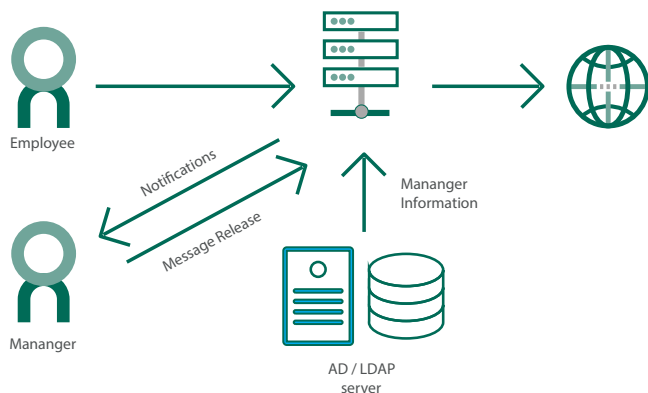 Employee
Notifications
Message Release
Mananger
Information
Mananger
AD / LDAP
server